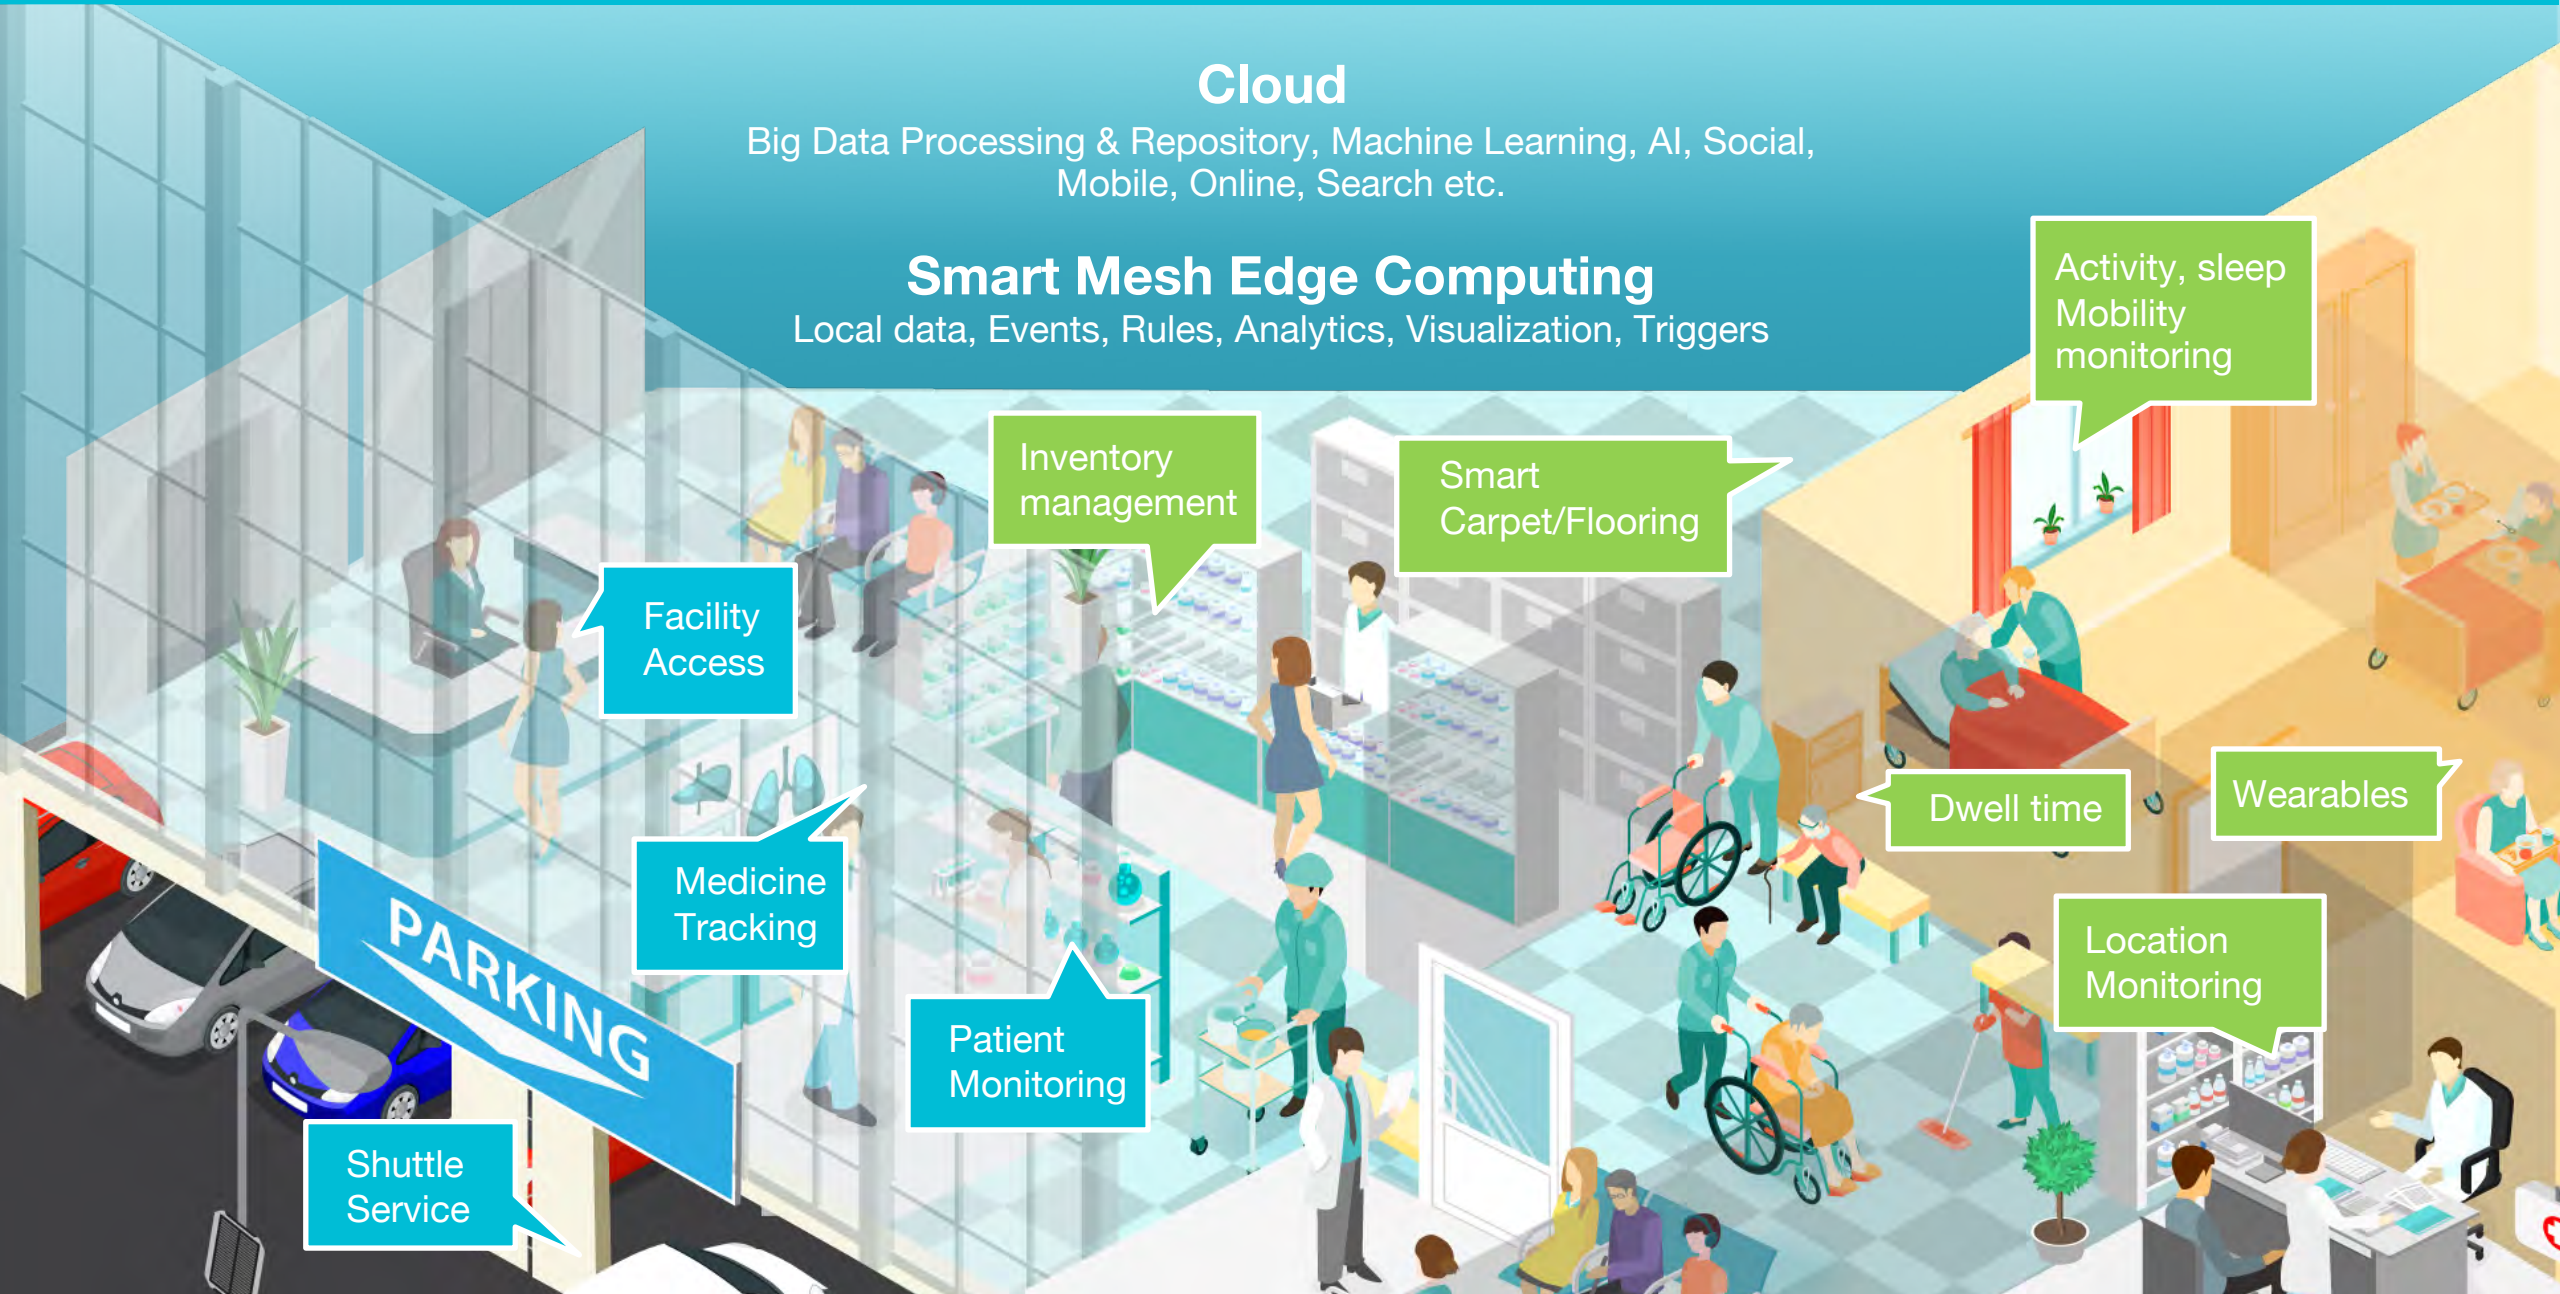 Cloud
Big Data Processing & Repository, Machine Learning, AI, Social,
Mobile, Online, Search etc.
Smart Mesh Edge Computing
Local data, Events, Rules, Analytics, Visualization, Triggers
Activity, sleep
Mobility
monitoring
Inventory
management
Smart
Carpet/Flooring
Facility
Access
Dwell time
Wearables
Medicine
Tracking
Location
Monitoring
PARKING
Patient
Monitoring
Shuttle
Service